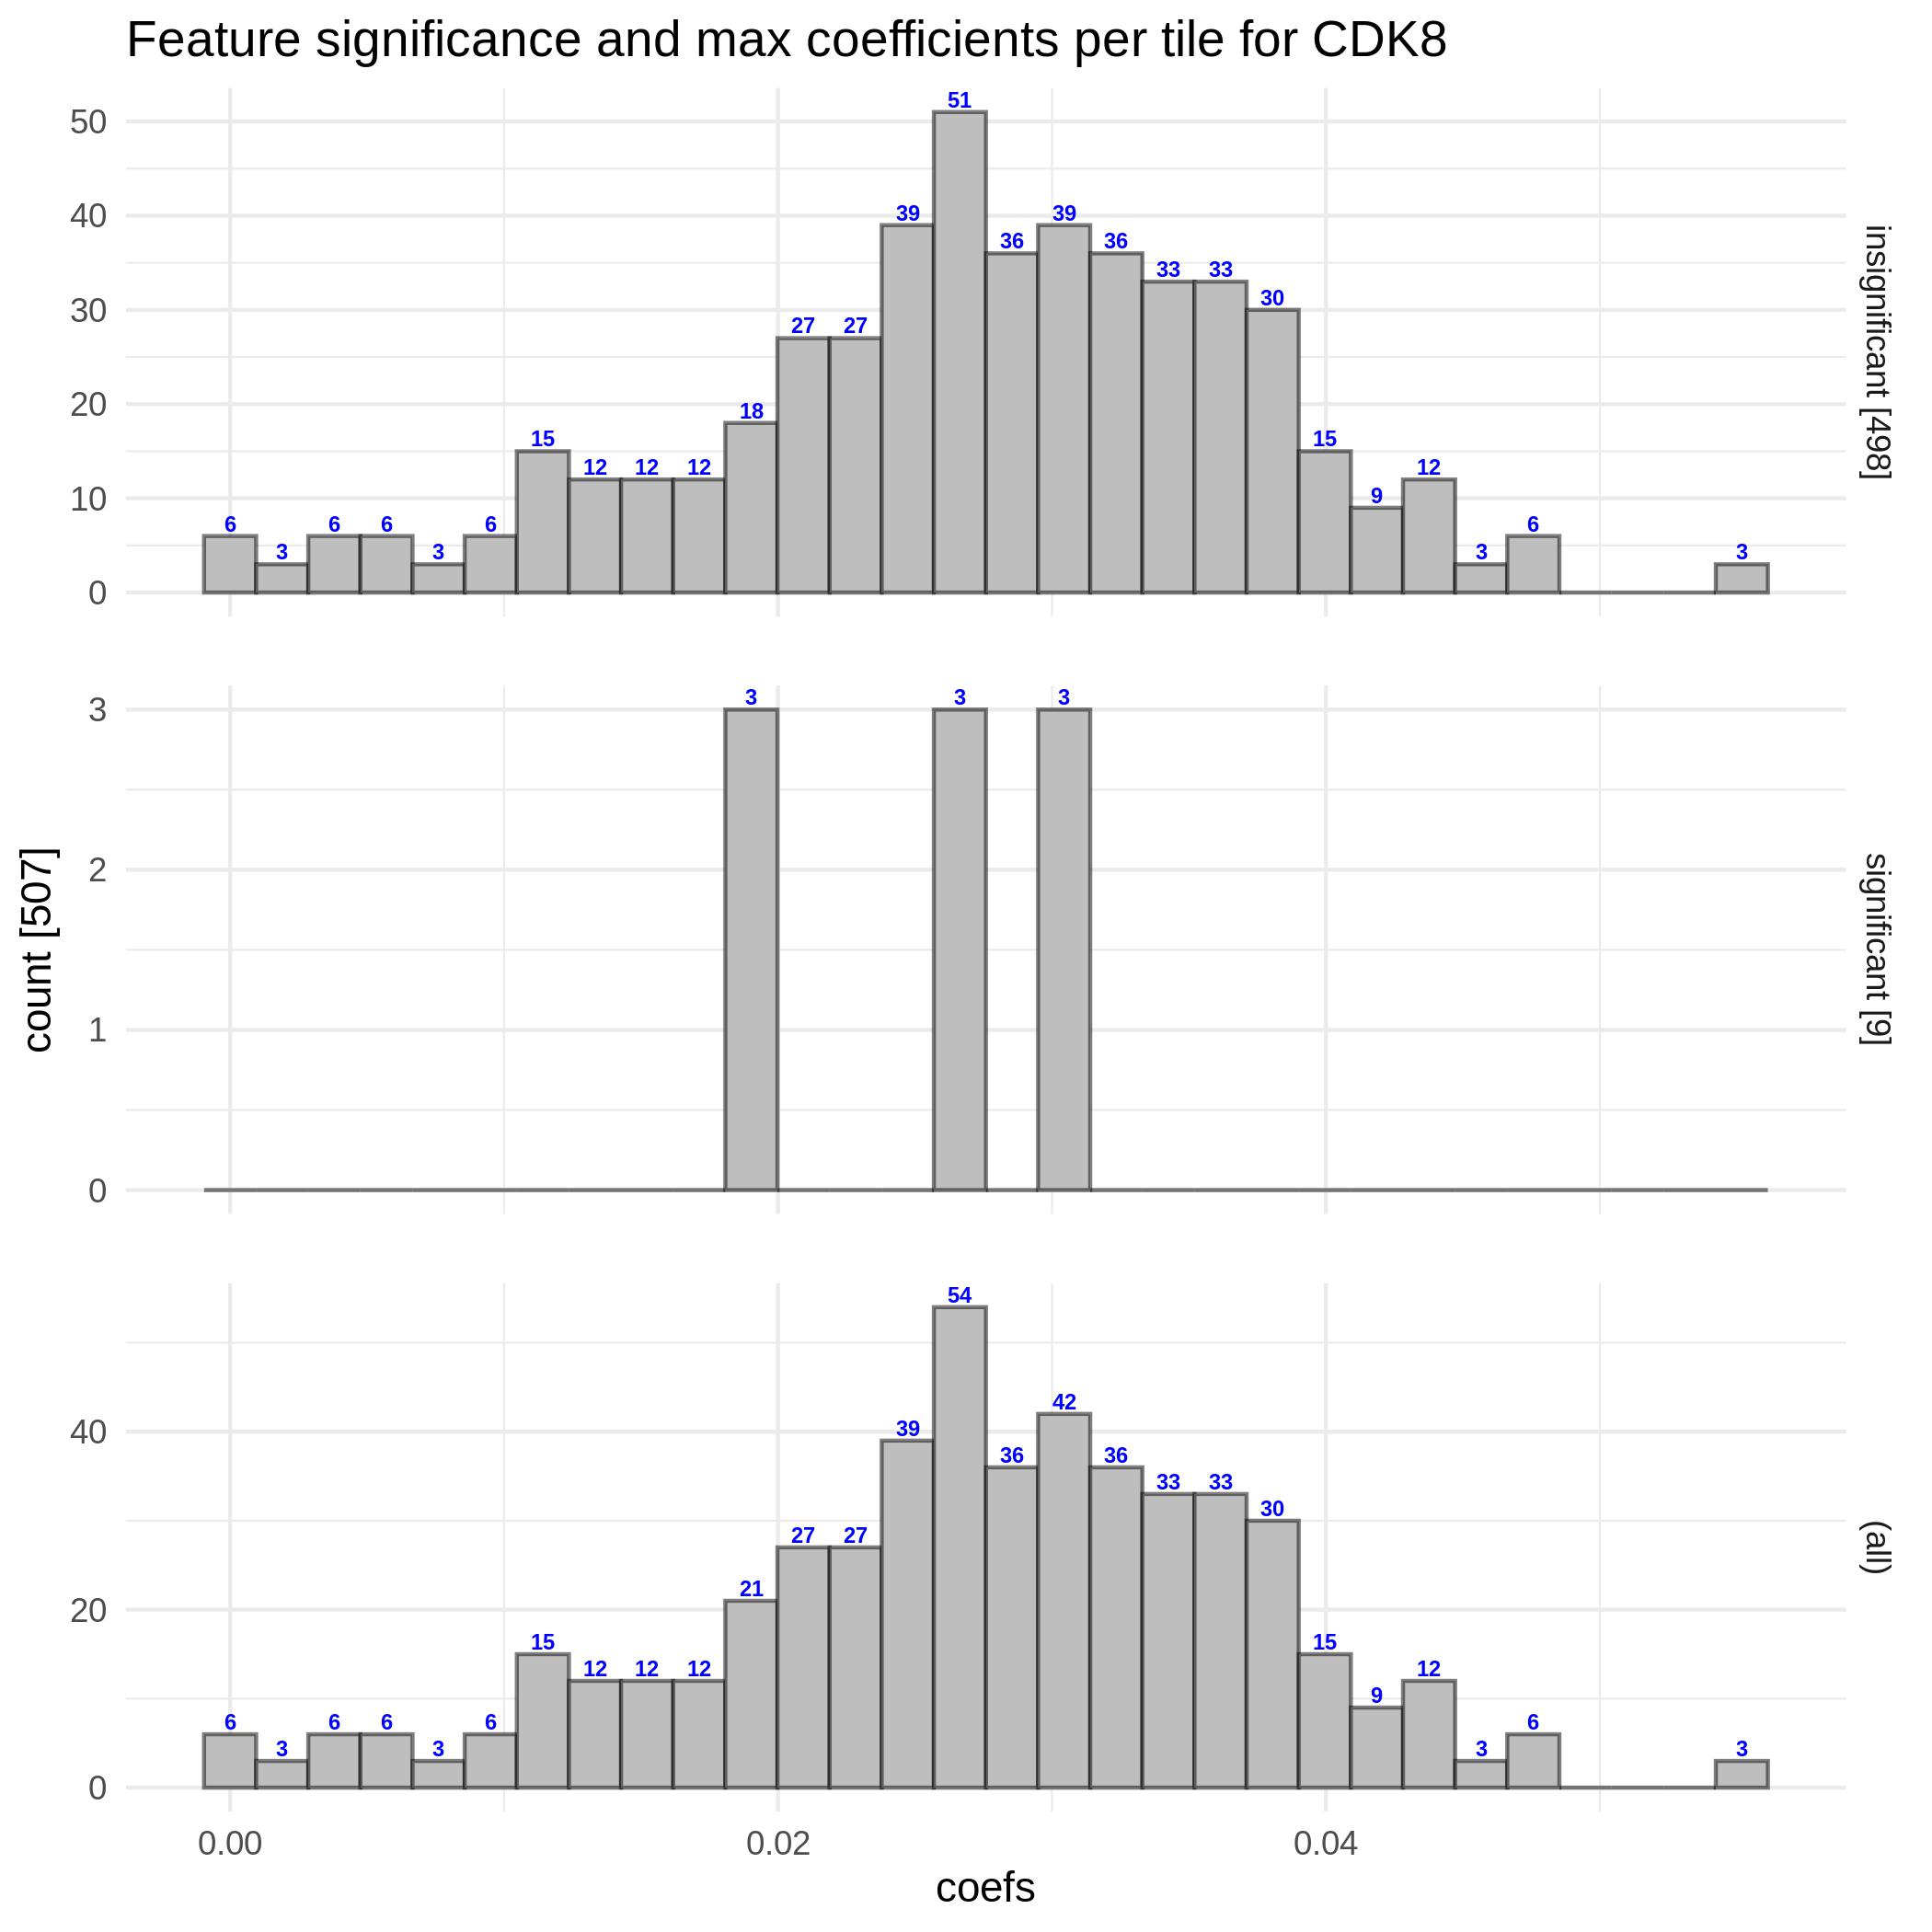 Feature significance and max coefficients per tile for CDK8
50
40
30
20
10
0
6 3 6 6 3 6 15 12 12 12 18 27 27 39 51 36 39 36 33 33 30 15 9 12 3 6 3
insignificant [498]
count [507]
3
2
1
0
3 3 3
significant [9]
40
20
0
6 3 6 6 3 6 15 12 12 12 21 27 27 39 54 36 42 36 33 33 30 15 9 12 3 6 3
(all)
0.00 0.02 0.04
coefs